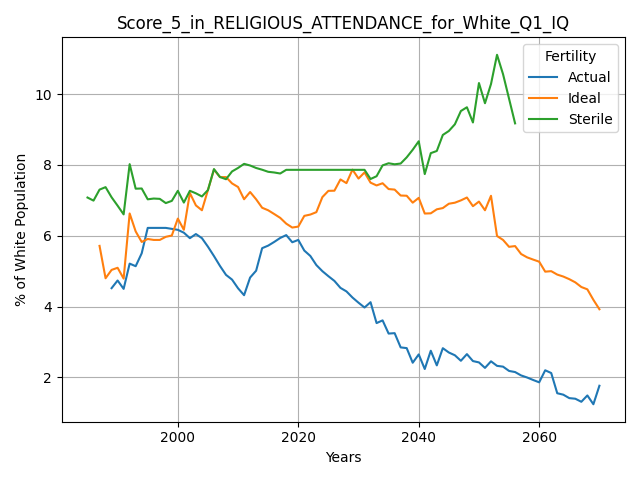 Score_5_in_RELIGIOUS_ATTENDANCE_for_White_Q1_IQ
% of White Population
10
8
6
4
2
2000
2020
2040
2060
Years
Fertility
Actual
Ideal
Sterile